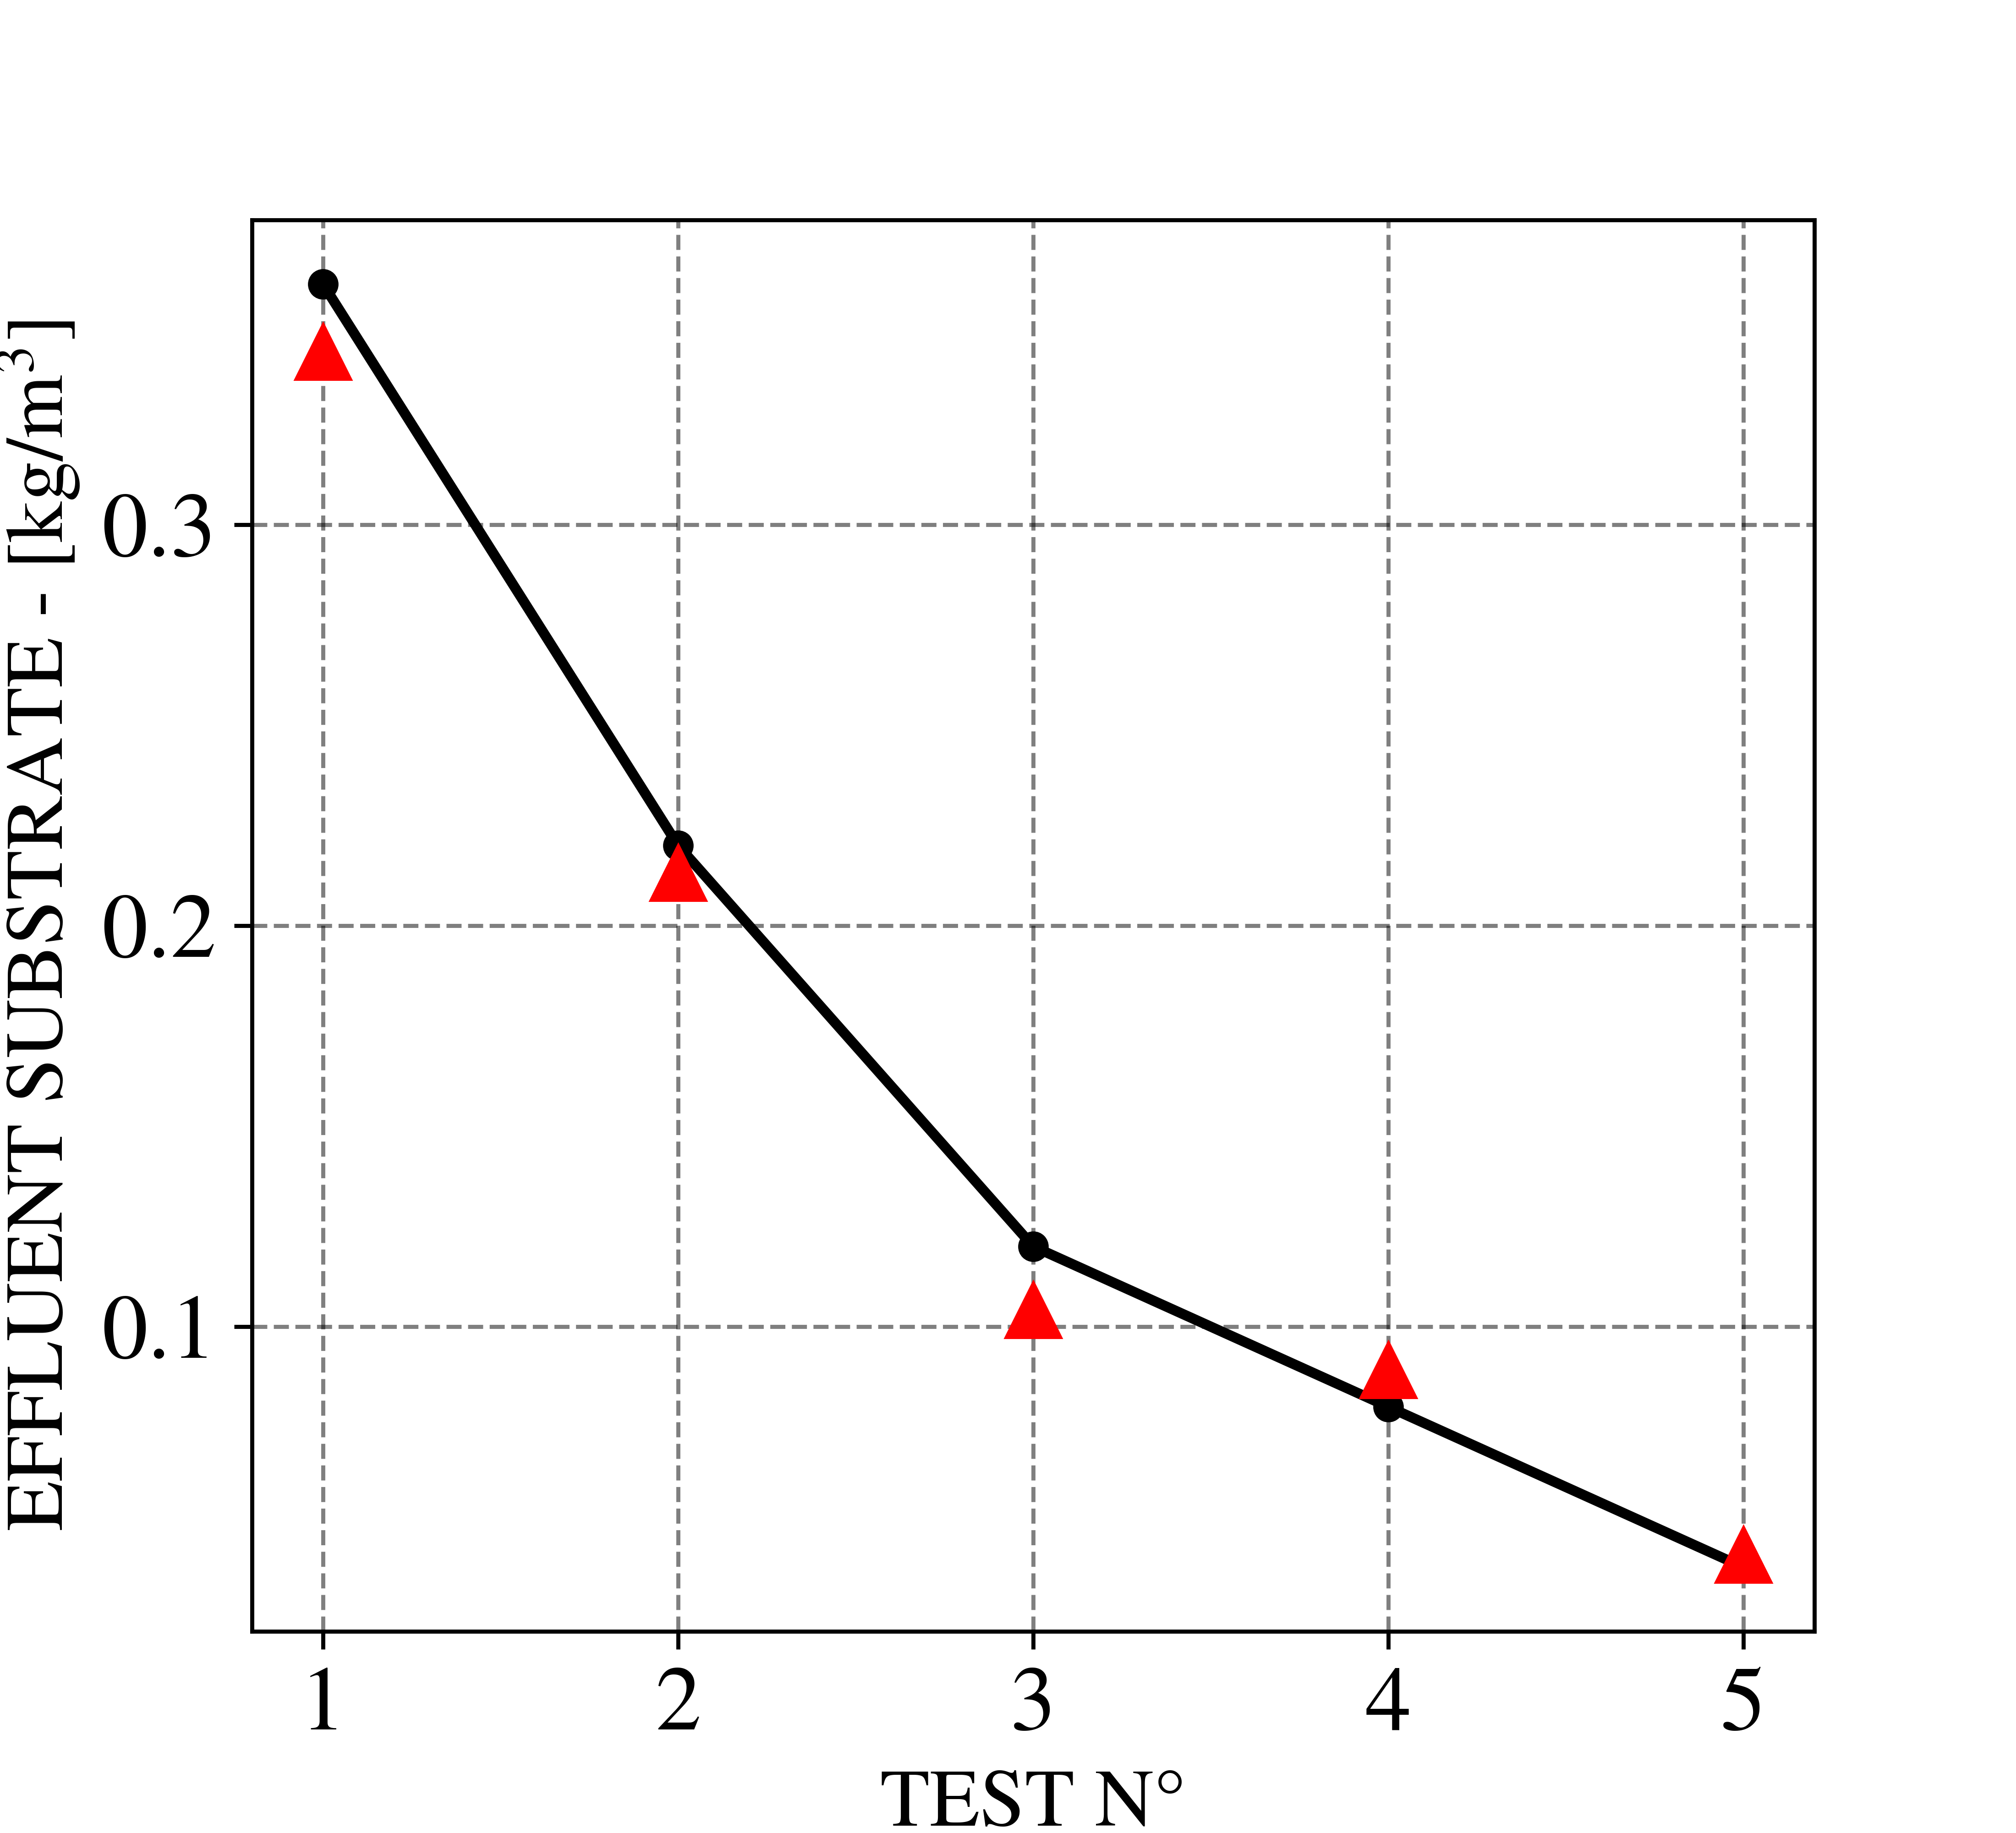 EFFLUENT SUBSTRATE - [kg/m³]
0.3
0.2
0.1
1 2 3 4 5
TEST N°